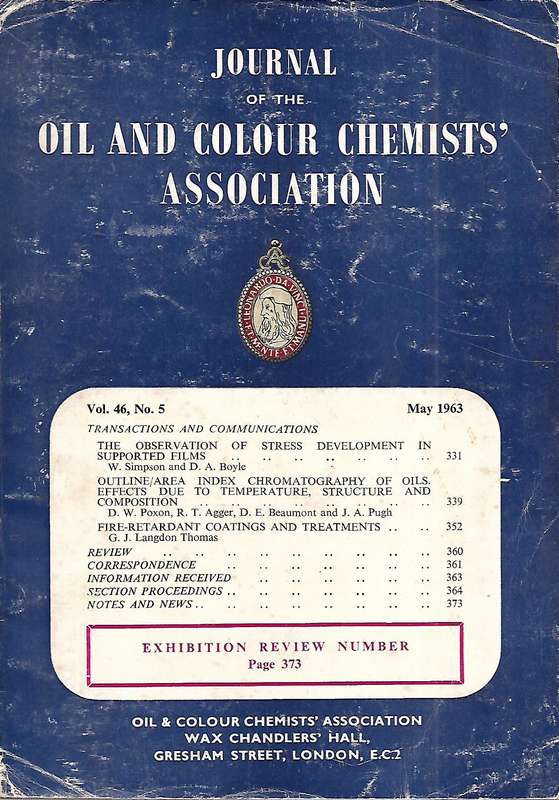 JOURNAL
OF THE
OIL AND COLOUR CHEMISTS'
ASSOCIATION
LEONARDO·DA·VINCI
Vol. 46, No. 5 May 1963
TRANSACTIONS AND COMMUNICATIONS
THE OBSERVATION OF STRESS DEVELOPMENT IN
SUPPORTED FILMS .. .. .. .. .. .. .. 331
W. Simpson and D. A. Boyle
OUTLINE/AREA INDEX CHROMATOGRAPHY OF OILS.
EFFECTS DUE TO TEMPERATURE, STRUCTURE AND
COMPOSITION .. .. .. .. .. .. .. 339
D. W. Poxon, R. T. Agger, D. E. Beaumont and J. A. Pugh
FIRE-RETARDANT COATINGS AND TREATMENTS .. .. 352
G. J. Langdon Thomas
REVIEW .. .. .. .. .. .. .. .. .. 360
CORRESPONDENCE .. .. .. .. .. .. .. 361
INFORMATION RECEIVED .. .. .. .. .. .. 363
SECTION PROCEEDINGS .. .. .. .. .. .. .. 364
NOTES AND NEWS .. .. .. .. .. .. .. .. 373
EXHIBITION REVIEW NUMBER
Page 373
OIL & COLOUR CHEMISTS' ASSOCIATION
WAX CHANDLERS' HALL,
GRESHAM STREET, LONDON, E.C.2